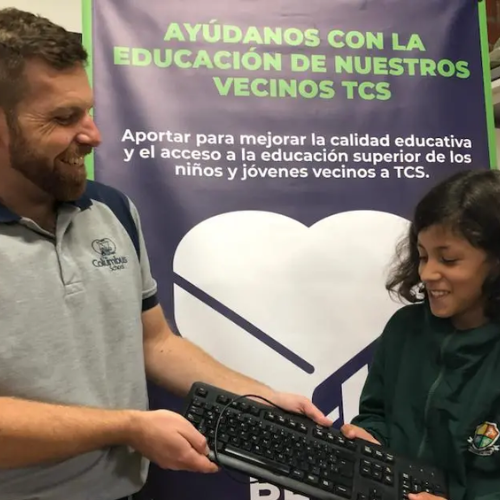 AYÚDANOS CON LA
EDUCACIÓN DE NUESTROS
VECINOS TCS
Aportar para mejorar la calidad educativa
y el acceso a la educación superior de los
niños y jóvenes vecinos a TCS.
Columbus
School